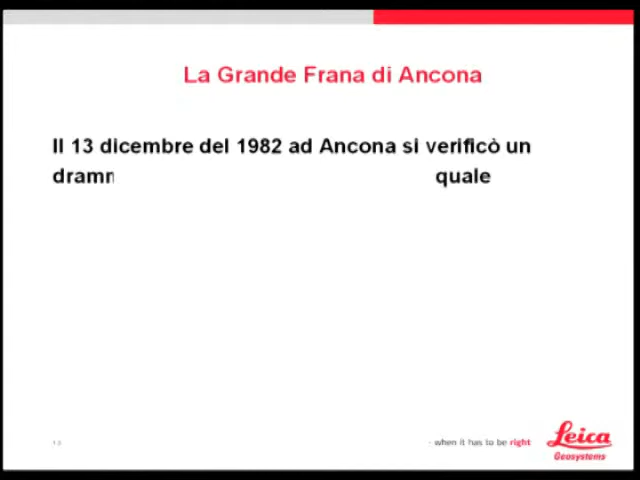 La Grande Frana di Ancona
Il 13 dicembre del 1982 ad Ancona si verificò un
quale
- when it has to be right
Leica
Geosystems